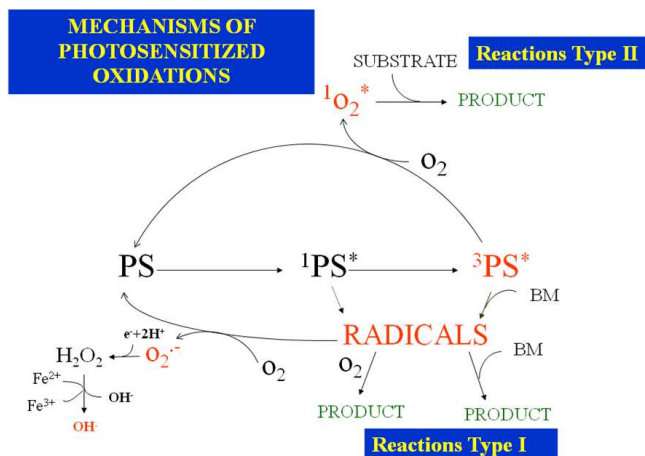 MECHANISMS OF
PHOTOSENSITIZED
OXIDATIONS
SUBSTRATE
Reactions Type II
¹O₂*
PRODUCT
O₂
PS
¹PS*
³PS*
BM
e⁻+2H⁺
RADICALS
H₂O₂
O₂·⁻
O₂
O₂
BM
Fe²⁺
OH⁻
Fe³⁺
OH·
PRODUCT
PRODUCT
Reactions Type I